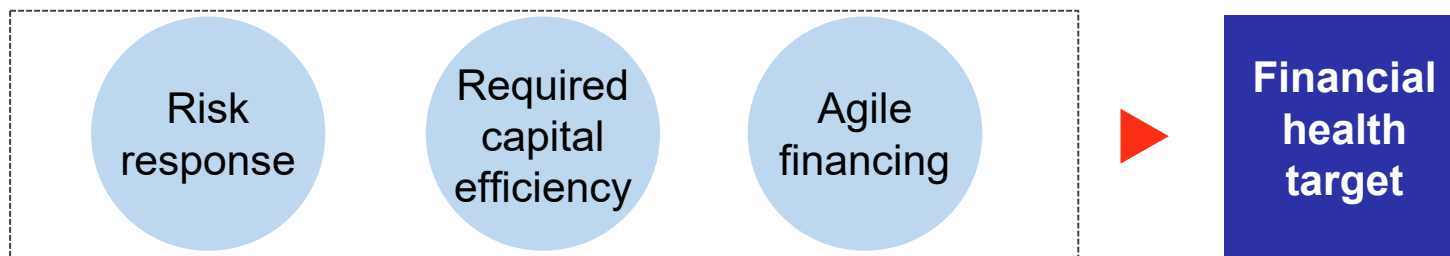 Risk
response
Required
capital
efficiency
Agile
financing
Financial
health
target